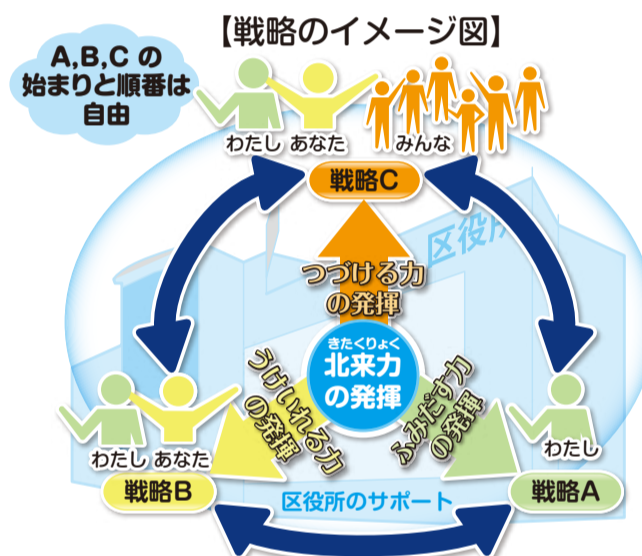 【戦略のイメージ図】
A,B,C の
始まりと順番は
自由
わたし あなた みんな
戦略C
区役所
つづける力
の発揮
きたくりょく
北来力
の発揮
うけいれる力
の発揮
ふみだす力
の発揮
わたし あなた
戦略B
わたし
戦略A
区役所のサポート